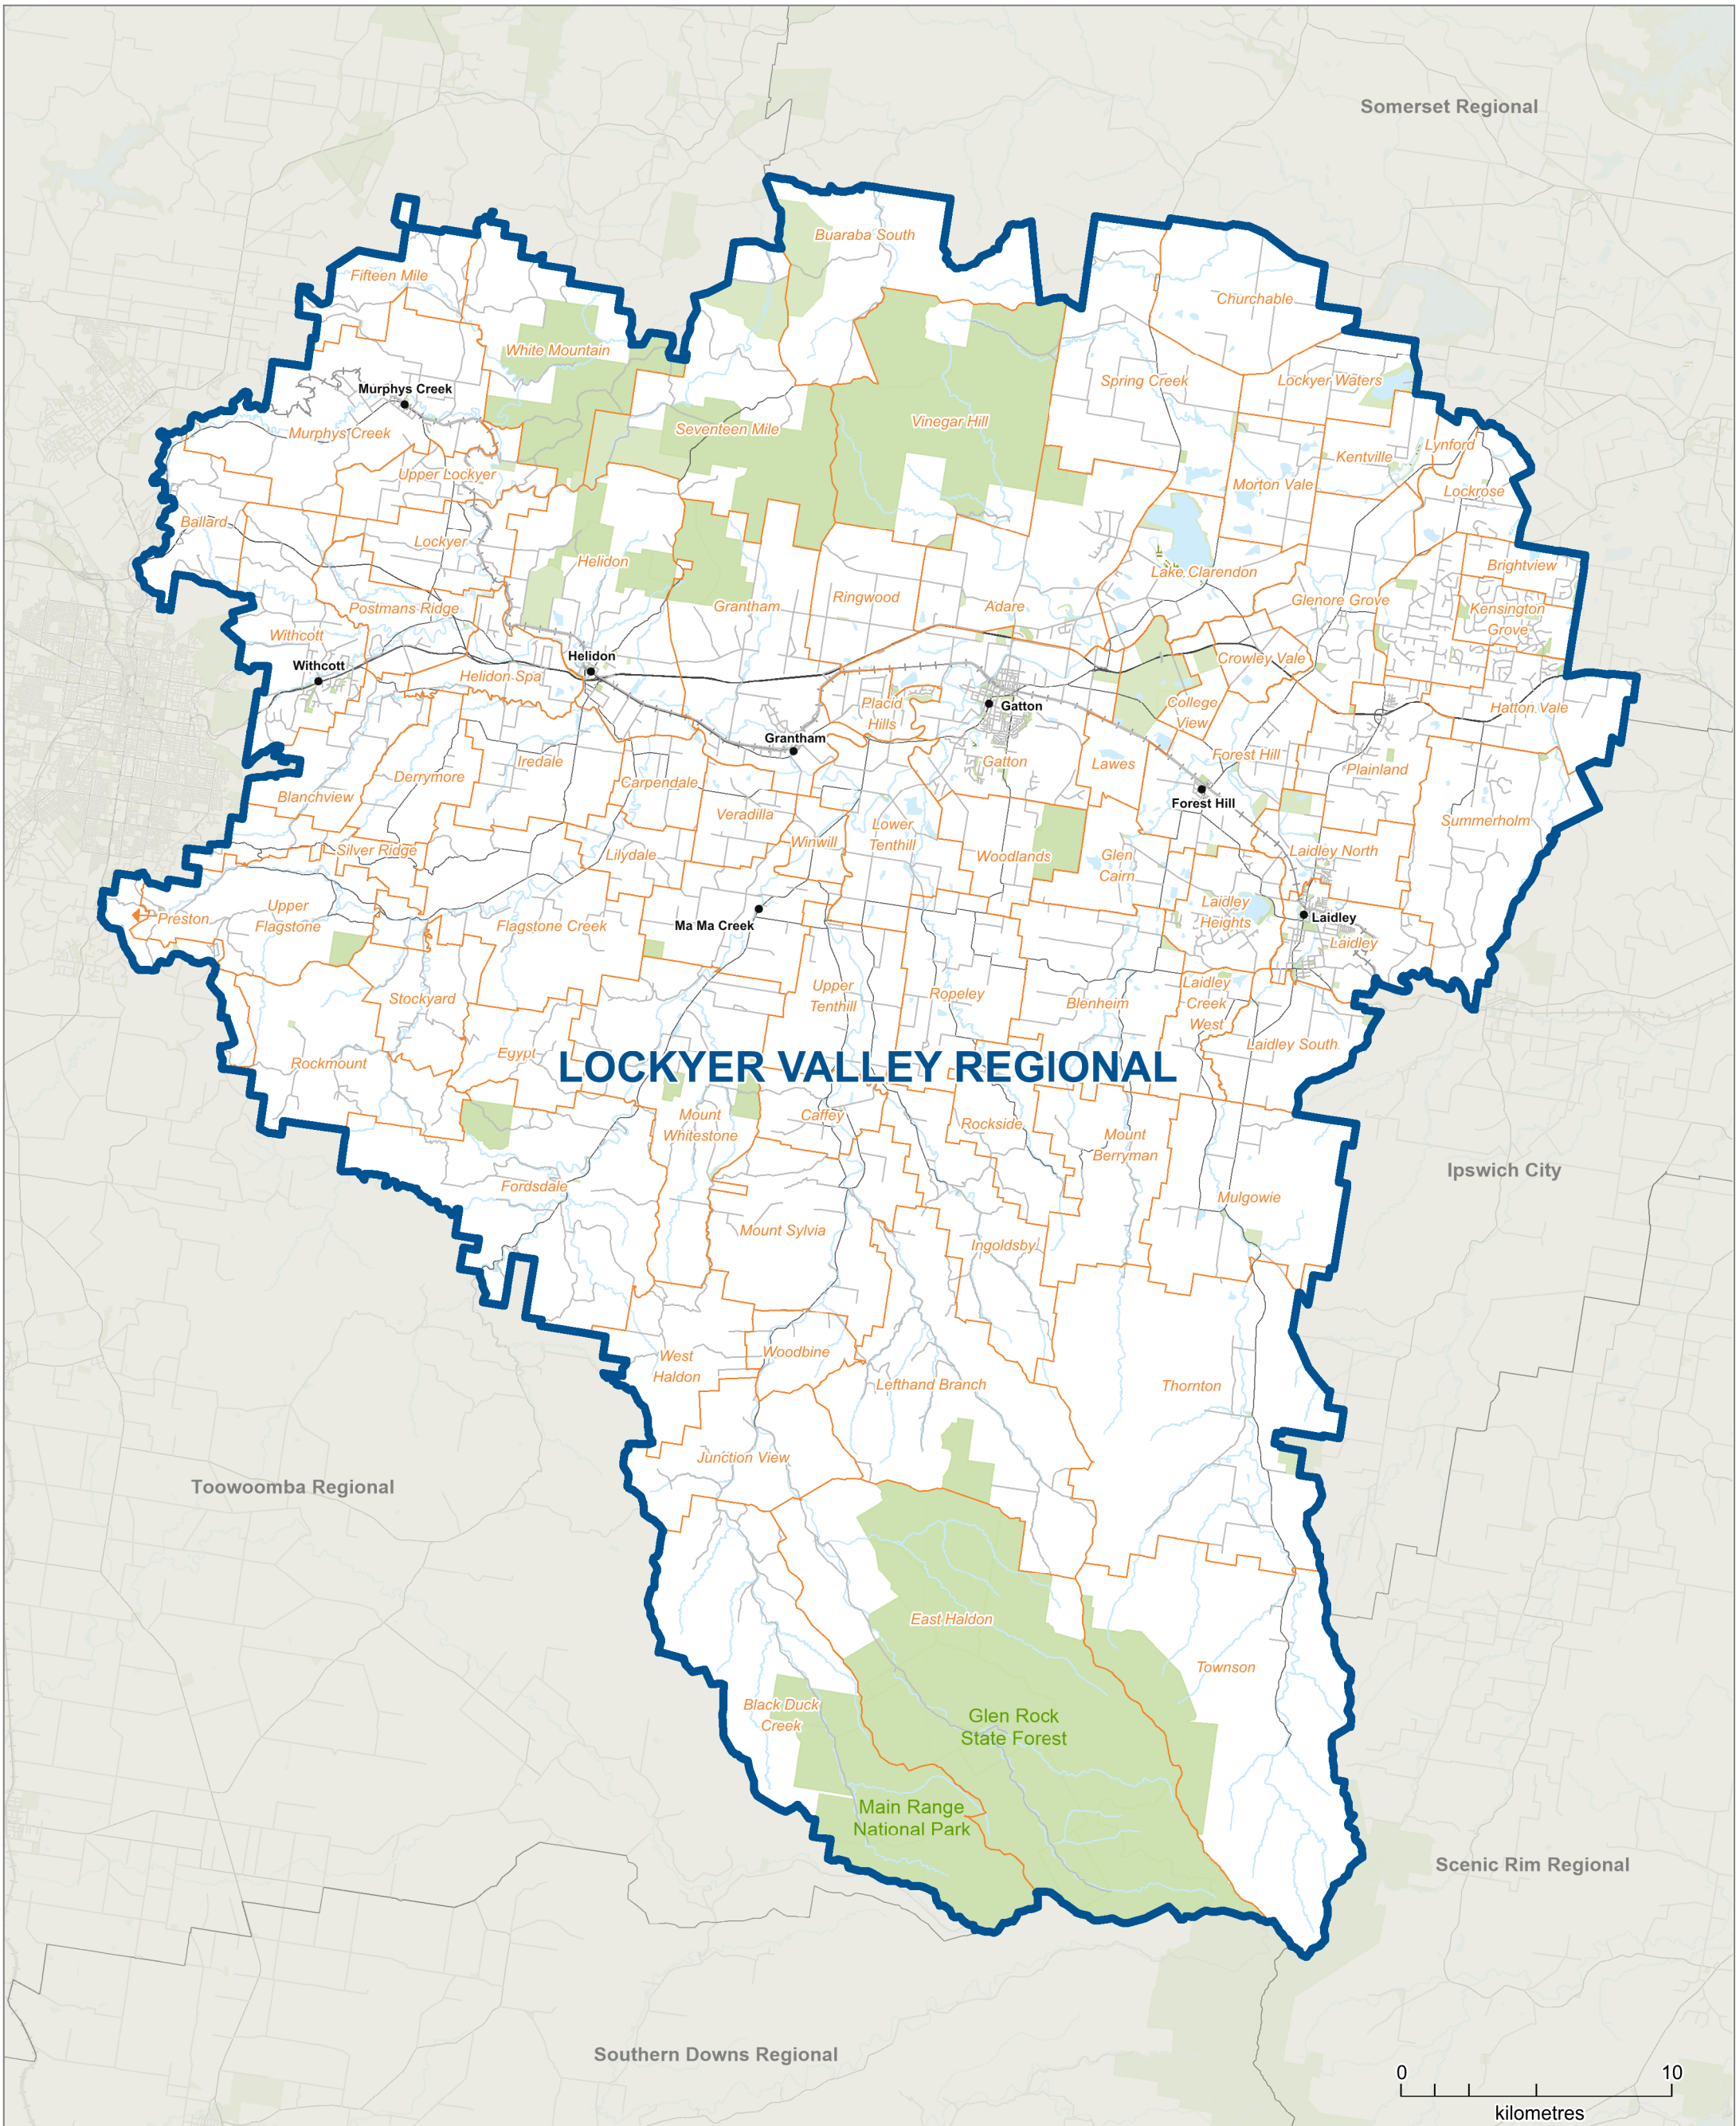 Somerset Regional
Buaraba South
Fifteen Mile
Churchable
White Mountain
Spring Creek
Lockyer Waters
Murphys Creek
Vinegar Hill
Seventeen Mile
Murphys Creek
Lynford
Kentville
Upper Lockyer
Morton Vale
Lockrose
Ballard
Lockyer
Helidon
Brightview
Lake Clarendon
Ringwood
Glenore Grove
Postmans Ridge
Grantham
Adare
Kensington
Grove
Withcott
Helidon
Crowley Vale
Withcott
Helidon Spa
Placid
Hills
Gatton
College
View
Hatton Vale
Grantham
Forest Hill
Iredale
Gatton
Lawes
Plainland
Derrymore
Carpendale
Blanchview
Forest Hill
Veradilla
Lower
Tenthill
Summerholm
Winwill
Silver Ridge
Lilydale
Woodlands
Glen
Cairn
Laidley North
Laidley
Heights
Upper
Flagstone
Preston
Flagstone Creek
Ma Ma Creek
Laidley
Laidley
Upper
Tenthill
Stockyard
Ropeley
Blenheim
Laidley
Creek
West
Laidley South
Egypt
Rockmount
LOCKYER VALLEY REGIONAL
Mount
Whitestone
Caffey
Rockside
Mount
Berryman
Ipswich City
Fordsdale
Mulgowie
Mount Sylvia
Ingoldsby
West
Haldon
Woodbine
Lefthand Branch
Thornton
Junction View
Toowoomba Regional
East Haldon
Townson
Black Duck
Creek
Glen Rock
State Forest
Main Range
National Park
Scenic Rim Regional
Southern Downs Regional
0 10
kilometres